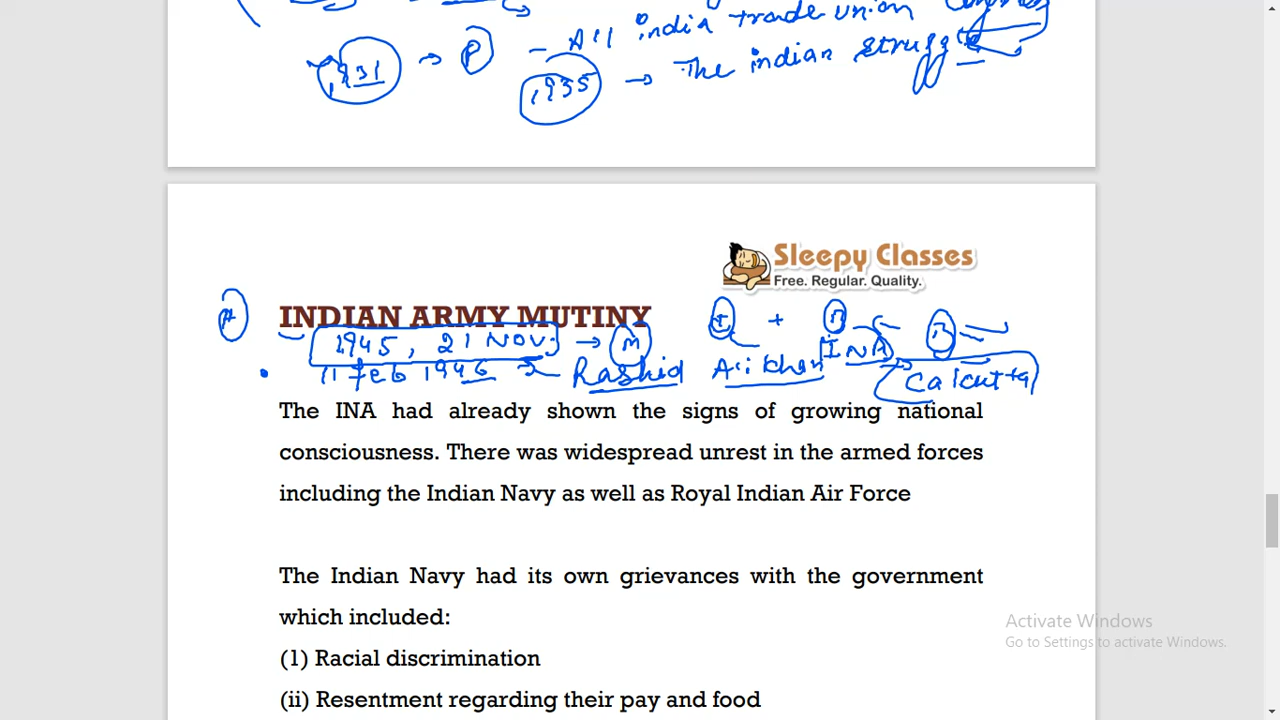 All india trade union
1931 → P
1935 → The indian struggle
Sleepy Classes
Free. Regular. Quality.
INDIAN ARMY MUTINY
1945, 21 NOV. → M
INA
11 feb 1946 Rashid Ali Khan Calcutta
The INA had already shown the signs of growing national
consciousness. There was widespread unrest in the armed forces
including the Indian Navy as well as Royal Indian Air Force
The Indian Navy had its own grievances with the government
which included:
(1) Racial discrimination
(ii) Resentment regarding their pay and food
Activate Windows
Go to Settings to activate Windows.